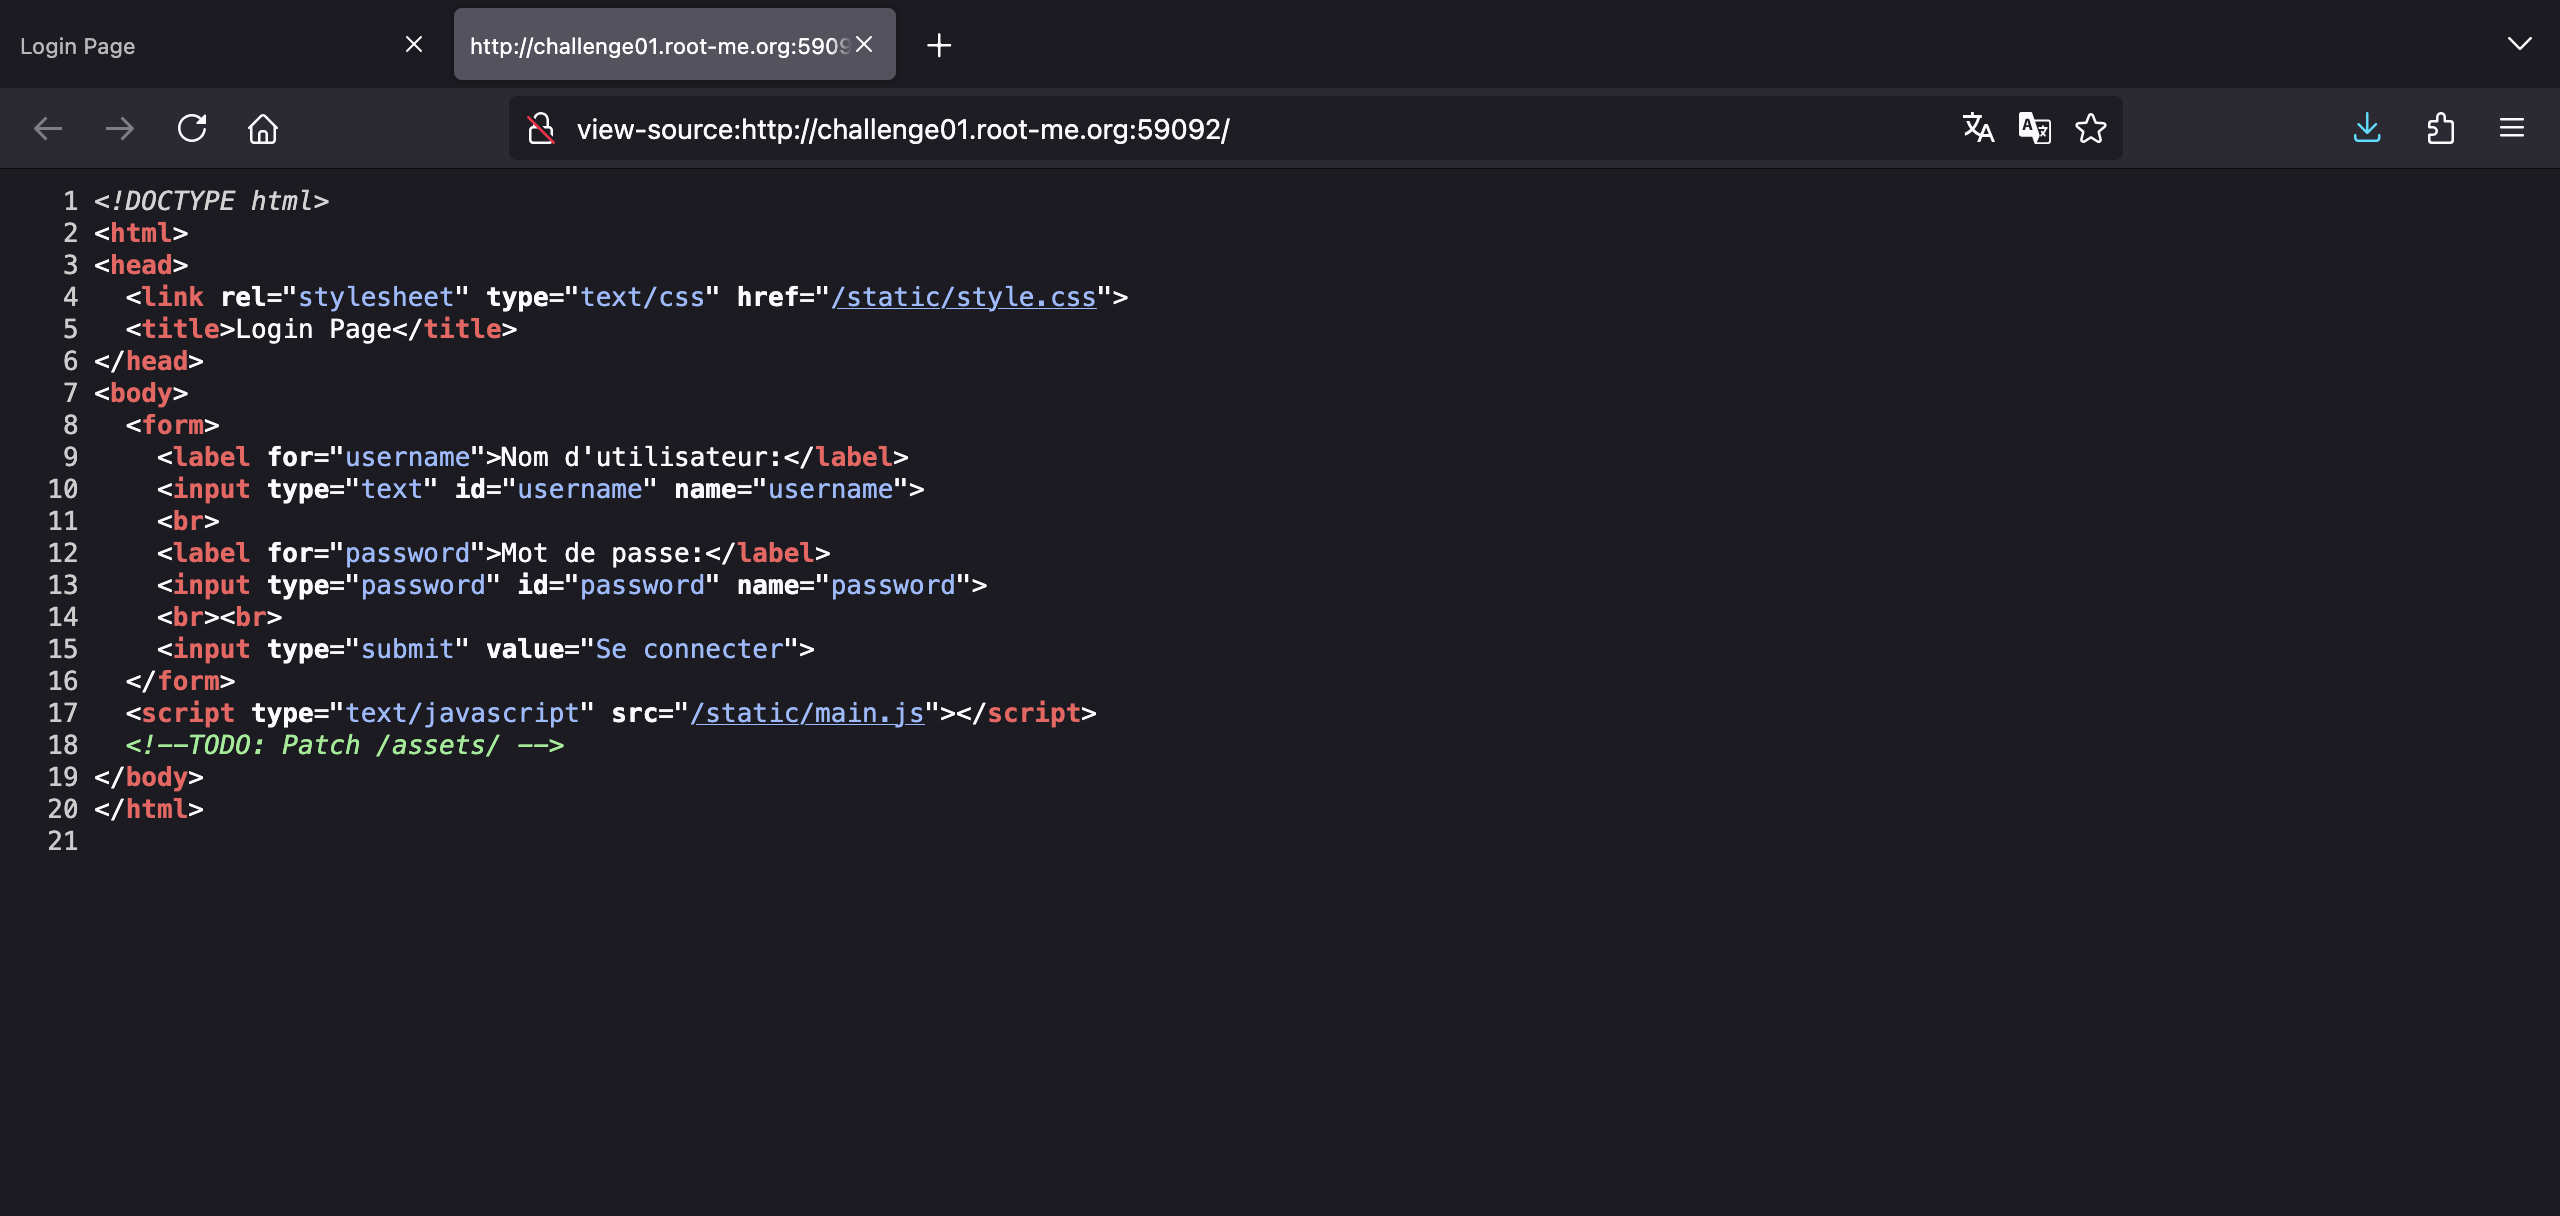 Login Page
http://challenge01.root-me.org:5909
view-source:http://challenge01.root-me.org:59092/
1 <!DOCTYPE html>
2 <html>
3 <head>
4   <link rel="stylesheet" type="text/css" href="/static/style.css">
5   <title>Login Page</title>
6 </head>
7 <body>
8   <form>
9     <label for="username">Nom d'utilisateur:</label>
10     <input type="text" id="username" name="username">
11     <br>
12     <label for="password">Mot de passe:</label>
13     <input type="password" id="password" name="password">
14     <br><br>
15     <input type="submit" value="Se connecter">
16   </form>
17   <script type="text/javascript" src="/static/main.js"></script>
18   <!--TODO: Patch /assets/ -->
19 </body>
20 </html>
21